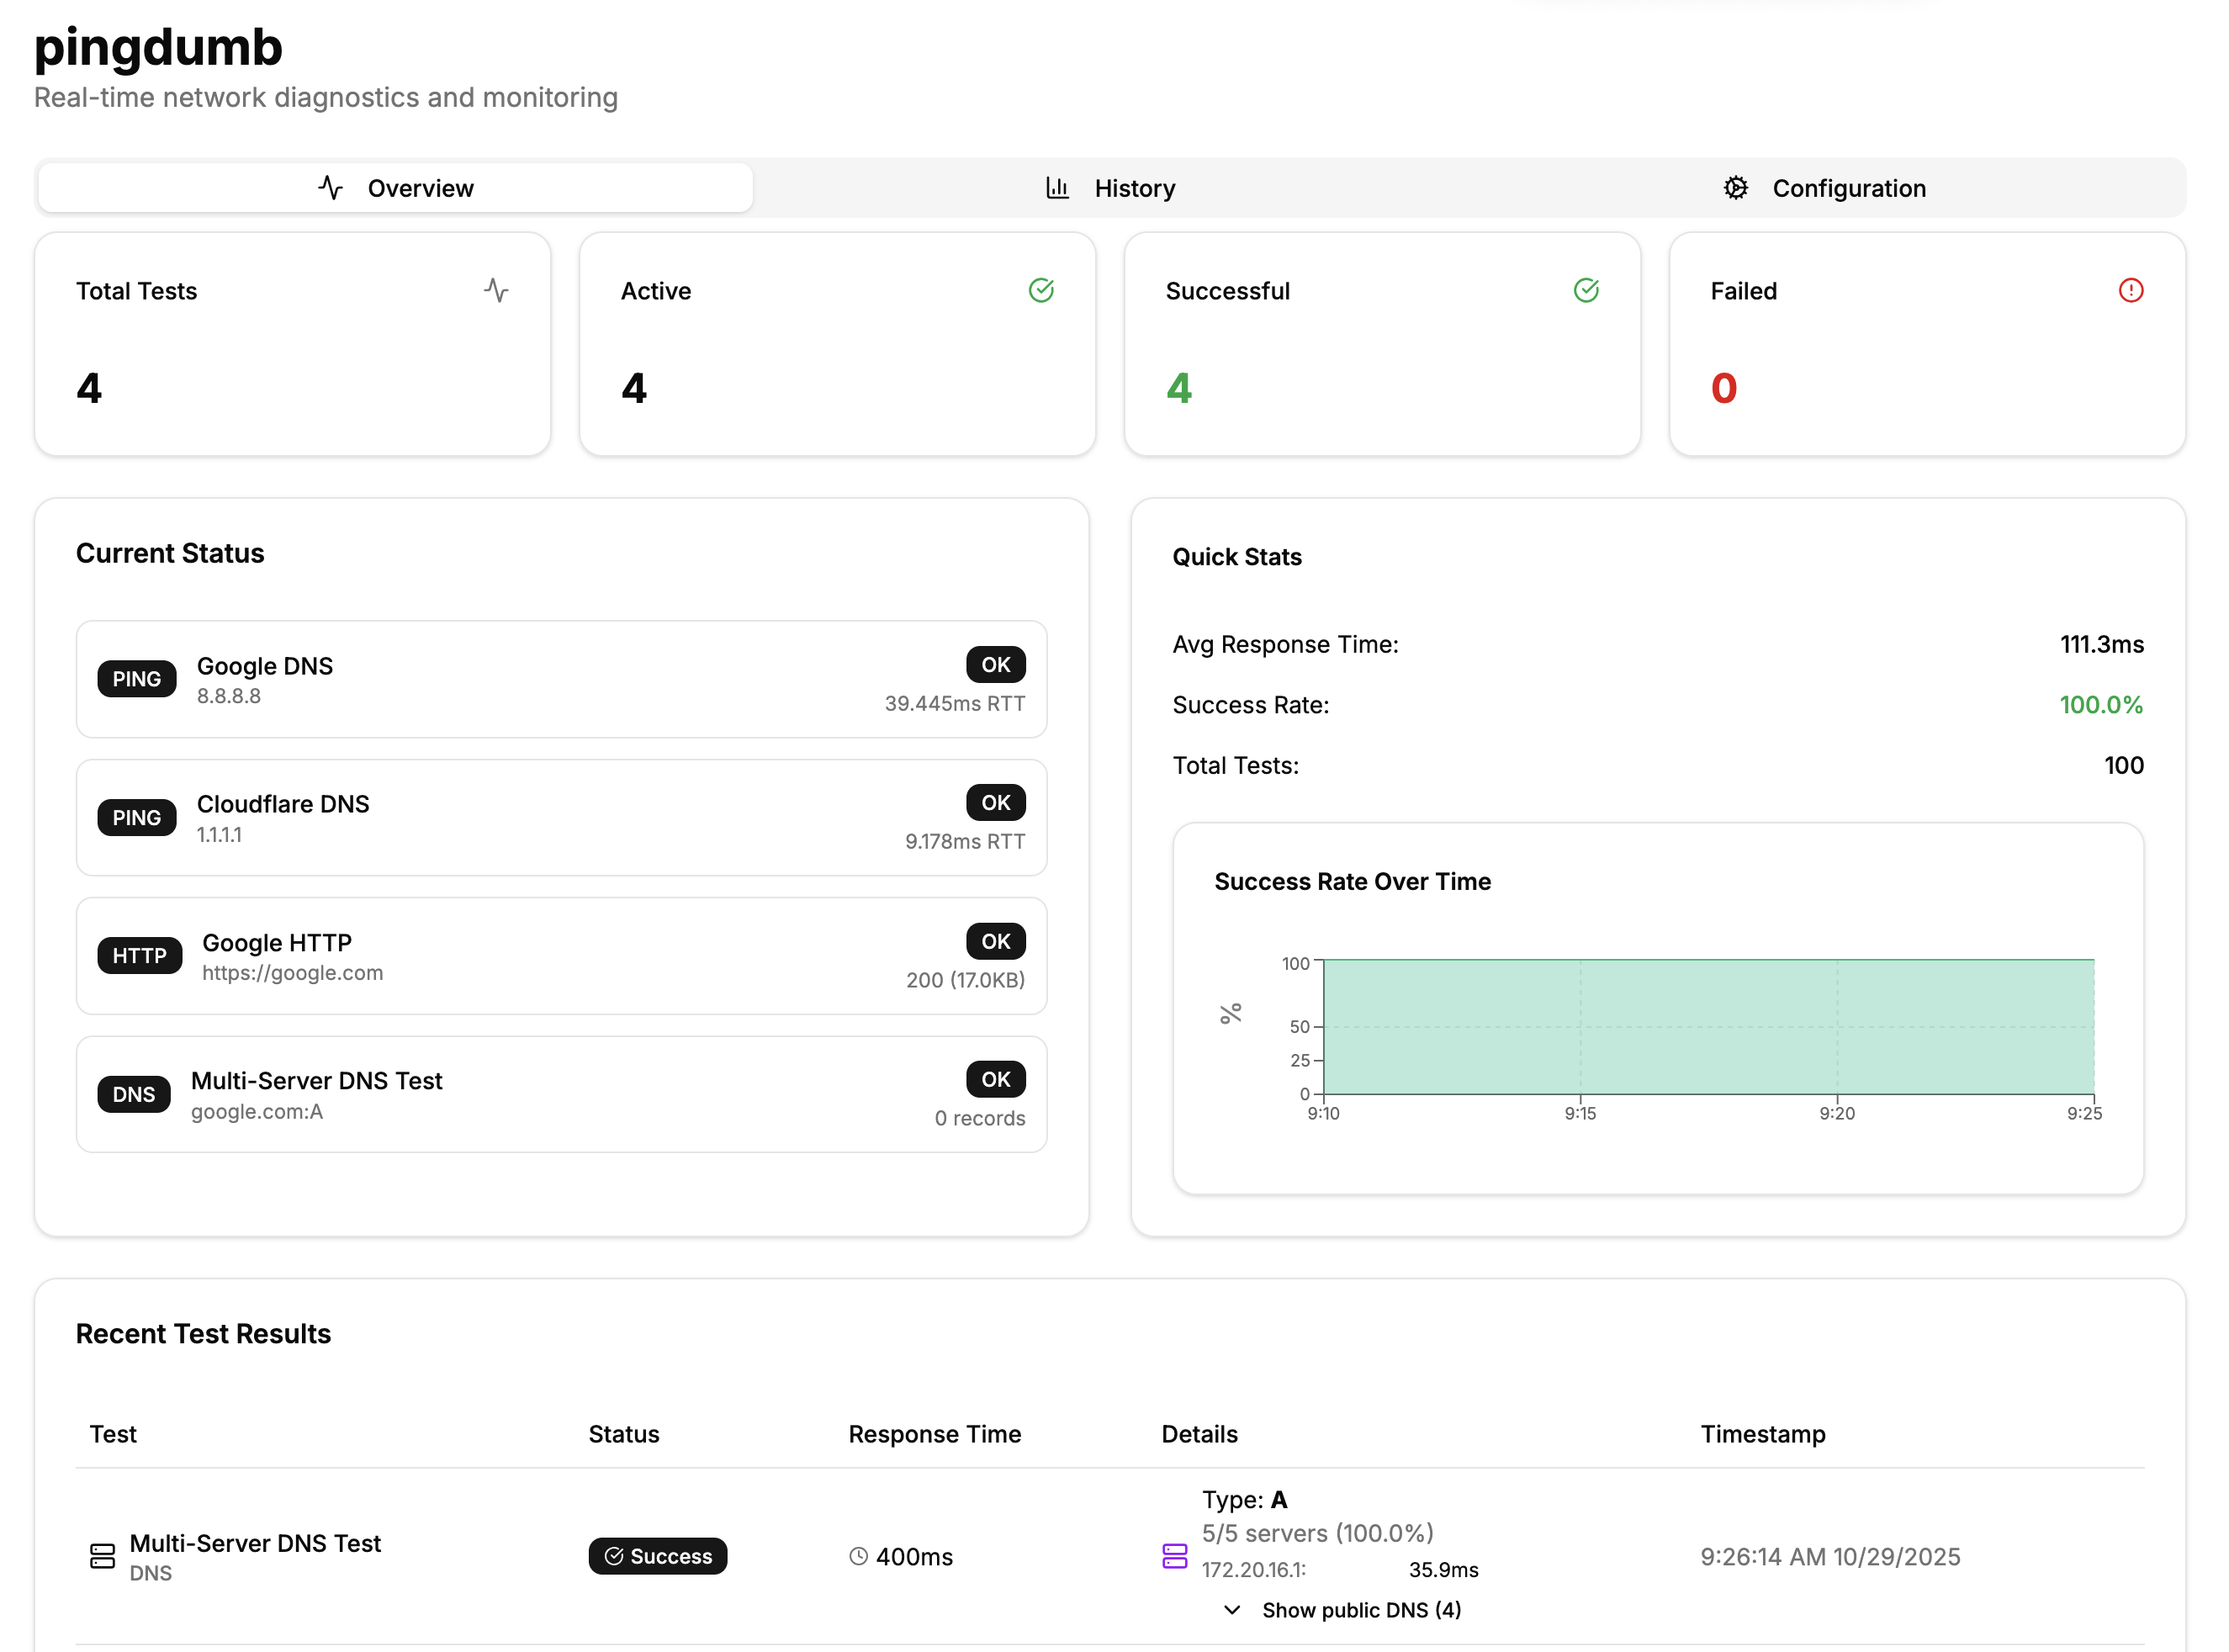 pingdumb
Real-time network diagnostics and monitoring
Overview
History
Configuration
Total Tests
4
Active
4
Successful
4
Failed
0
Current Status
PING
Google DNS
8.8.8.8
OK
39.445ms RTT
PING
Cloudflare DNS
1.1.1.1
OK
9.178ms RTT
HTTP
Google HTTP
https://google.com
OK
200 (17.0KB)
DNS
Multi-Server DNS Test
google.com:A
OK
0 records
Quick Stats
Avg Response Time: 111.3ms
Success Rate: 100.0%
Total Tests: 100
Success Rate Over Time
%
100
50
25
0
9:10 9:15 9:20 9:25
Recent Test Results
Test Status Response Time Details Timestamp
Multi-Server DNS Test
DNS
Success
400ms
Type: A
5/5 servers (100.0%)
172.20.16.1: 35.9ms
Show public DNS (4)
9:26:14 AM 10/29/2025